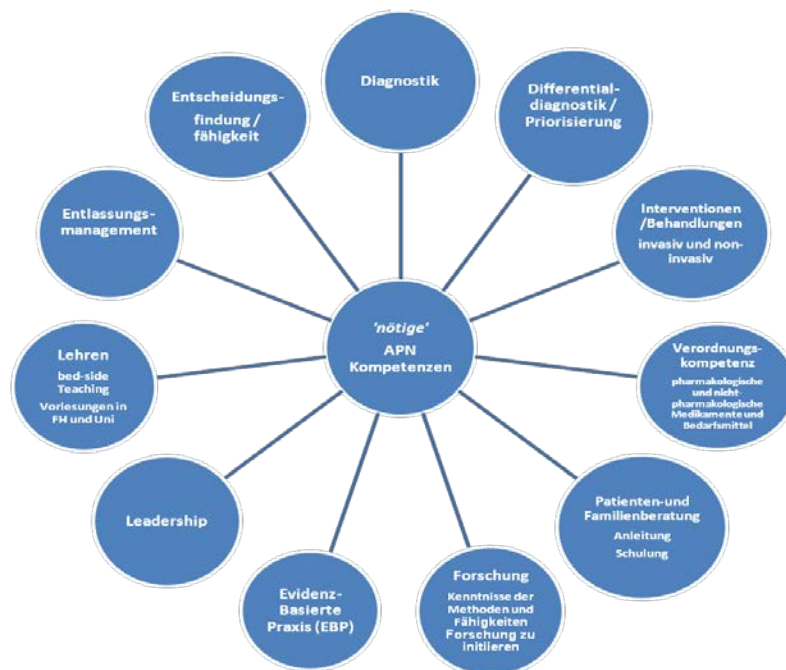 Diagnostik
Differential-
diagnostik /
Priorisierung
Interventionen
/Behandlungen
invasiv und non-
invasiv
Verordnungs-
kompetenz
pharmakologische
und nicht-
pharmakologische
Medikamente und
Bedarfsmittel
Patienten-und
Familienberatung
Anleitung
Schulung
Forschung
Kenntnisse der
Methoden und
Fähigkeiten
Forschung zu
initiieren
Evidenz-
Basierte
Praxis (EBP)
Leadership
Lehren
bed-side
Teaching
Vorlesungen in
FH und Uni
Entlassungs-
management
Entscheidungs-
findung /
fähigkeit
'nötige'
APN
Kompetenzen